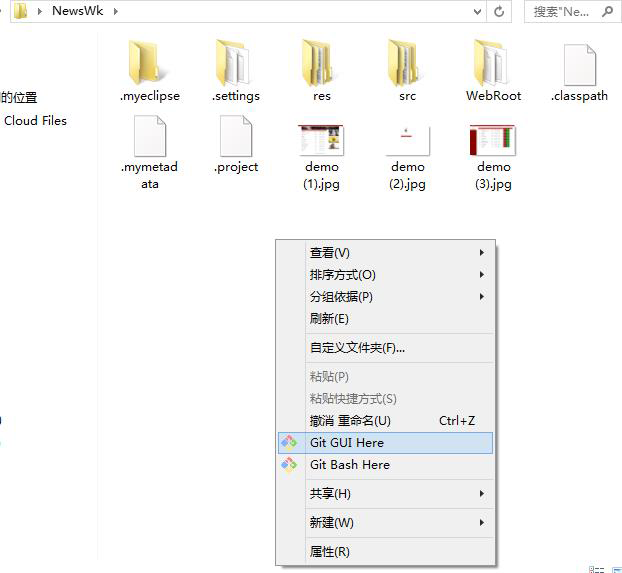 NewsWk
搜索"Ne...
.myeclipse
.settings
res
src
WebRoot
.classpath
的位置
Cloud Files
.mymetad
ata
.project
demo
(1).jpg
demo
(2).jpg
demo
(3).jpg
查看(V)
排序方式(O)
分组依据(P)
刷新(E)
自定义文件夹(F)...
粘贴(P)
粘贴快捷方式(S)
撤消 重命名(U) Ctrl+Z
Git GUI Here
Git Bash Here
共享(H)
新建(W)
属性(R)